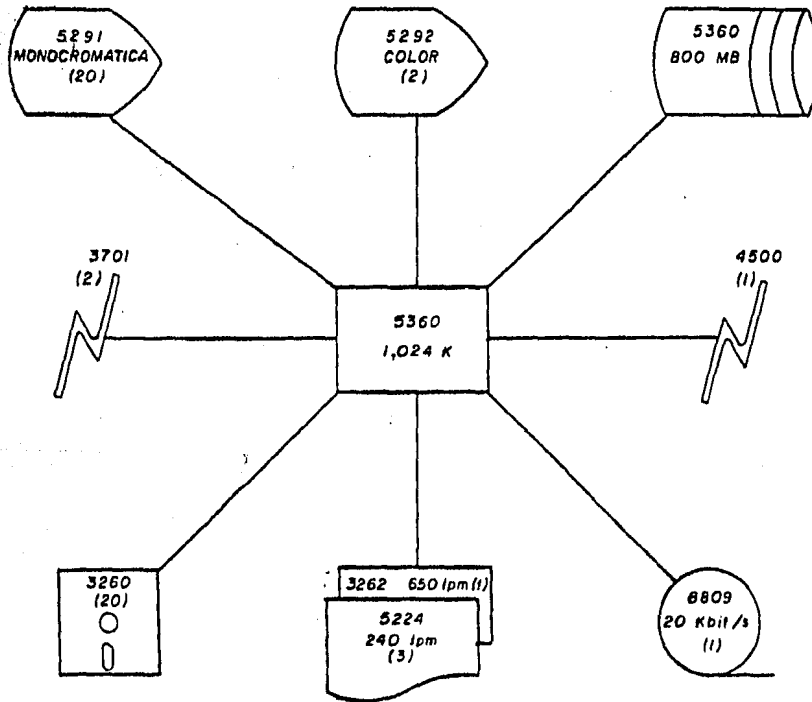 5291
MONOCROMATICA
(20)
5292
COLOR
(2)
5360
800 MB
3701
(2)
4500
(1)
5360
1,024 K
3260
(20)
3262 650 lpm(1)
5224
240 lpm
(3)
8809
20 Kbit/s
(1)